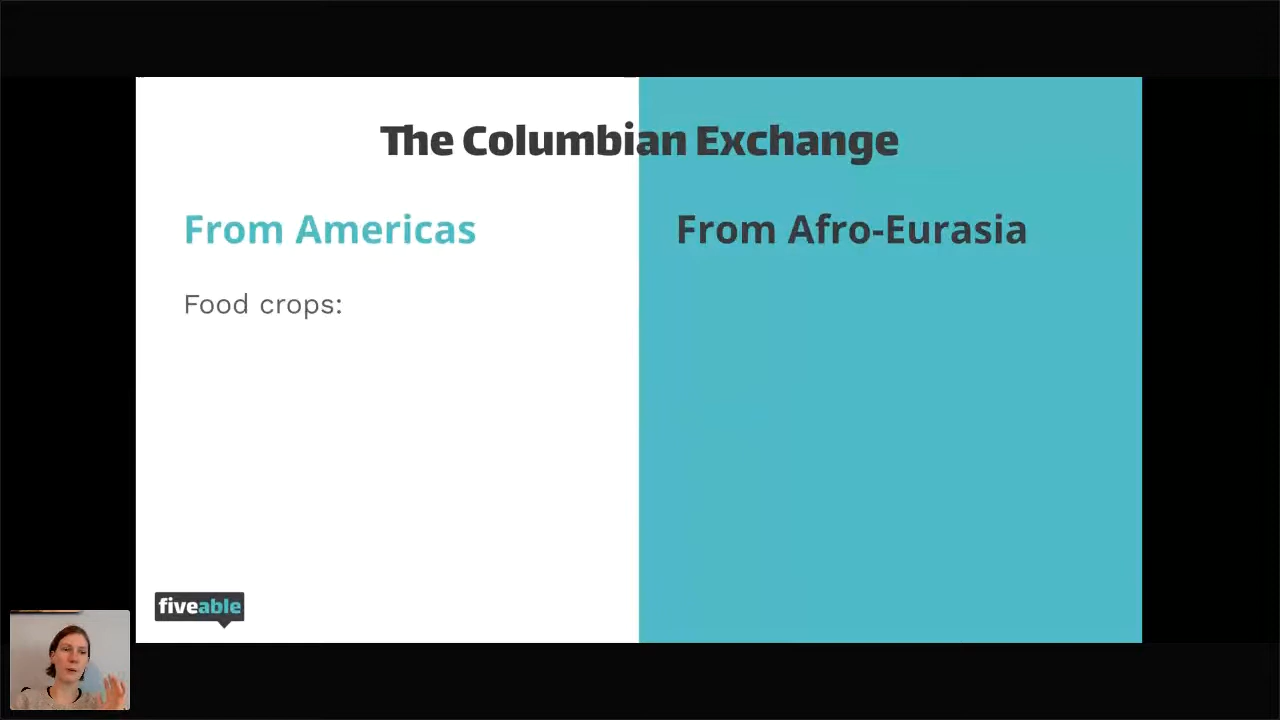 The Columbian Exchange
From Americas
From Afro-Eurasia
Food crops:
fiveable